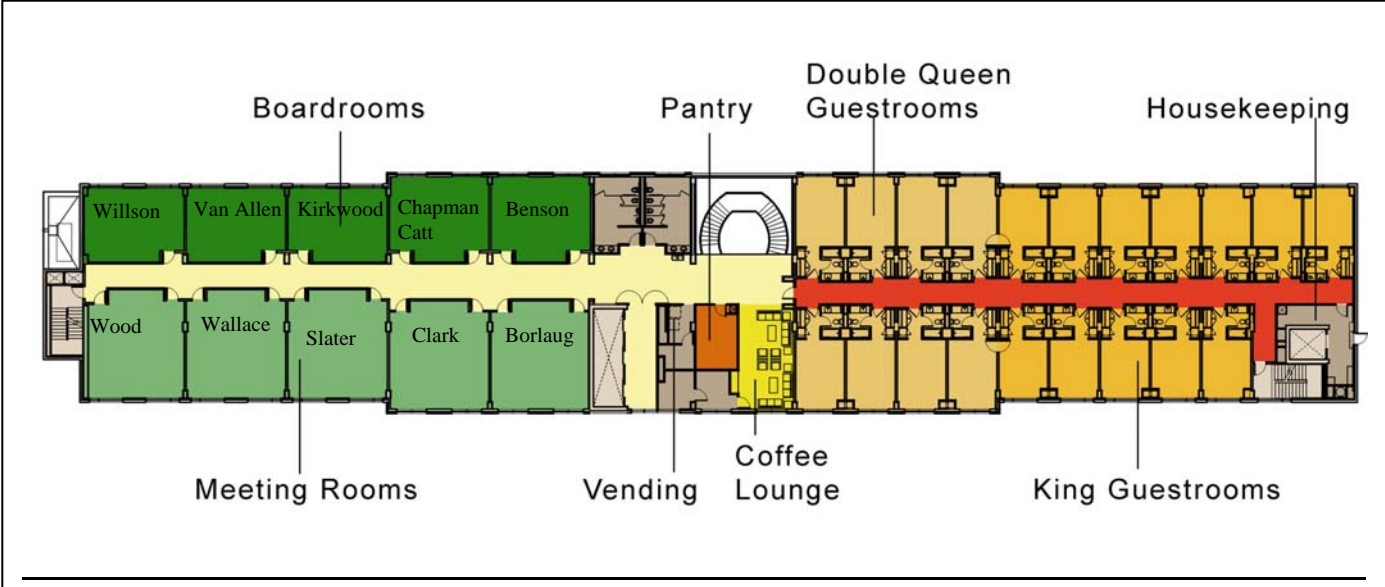 Double Queen
Guestrooms
Boardrooms
Pantry
Housekeeping
Willson
Van Allen
Kirkwood
Chapman
Catt
Benson
Wood
Wallace
Slater
Clark
Borlaug
Meeting Rooms
Vending
Coffee
Lounge
King Guestrooms